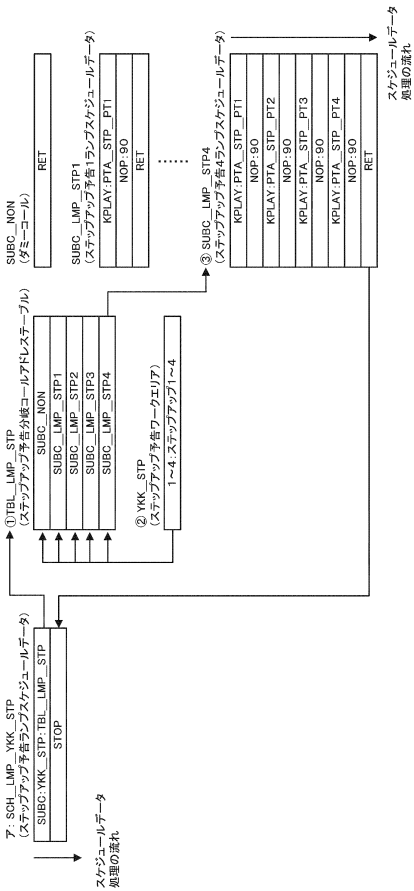 ア：SCH＿LMP＿YKK＿STP
（ステップアップ予告ランプスケジュールデータ）
SUBC：YKK＿STP：TBL＿LMP＿STP
STOP
スケジュールデータ
処理の流れ
①TBL＿LMP＿STP
（ステップアップ予告分岐コールアドレステーブル）
SUBC＿NON
SUBC＿LMP＿STP1
SUBC＿LMP＿STP2
SUBC＿LMP＿STP3
SUBC＿LMP＿STP4
②YKK＿STP
（ステップアップ予告ワークエリア）
1～4：ステップアップ1～4
SUBC＿NON
（ダミーコール）
RET
SUBC＿LMP＿STP1
（ステップアップ予告1ランプスケジュールデータ）
KPLAY：PTA＿STP＿PT1
NOP：90
RET
……
③SUBC＿LMP＿STP4
（ステップアップ予告4ランプスケジュールデータ）
KPLAY：PTA＿STP＿PT1
NOP：90
KPLAY：PTA＿STP＿PT2
NOP：90
KPLAY：PTA＿STP＿PT3
NOP：90
KPLAY：PTA＿STP＿PT4
NOP：90
RET
スケジュールデータ
処理の流れ